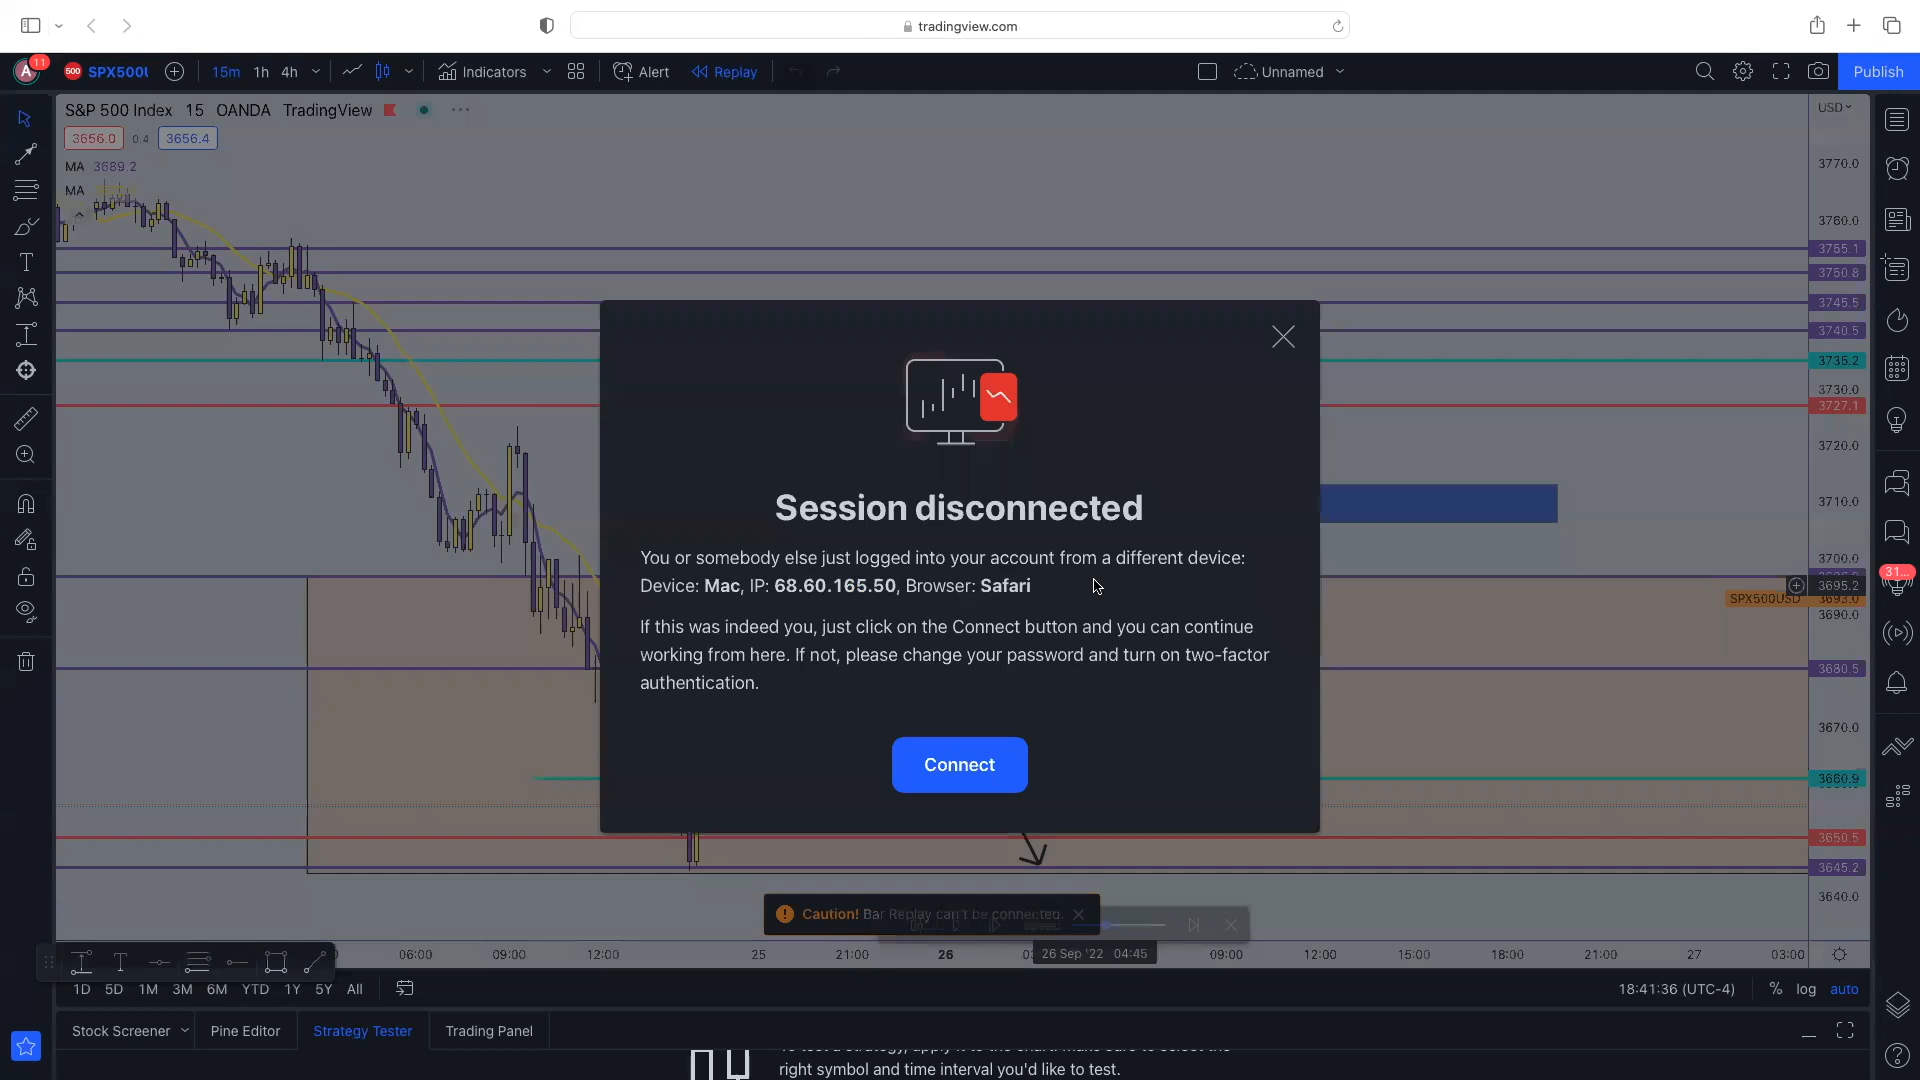 tradingview.com
A
11
500
SPX500U
15m
1h
4h
Indicators
Alert
Replay
Unnamed
Publish
S&P 500 Index 15 OANDA TradingView
USD
3656.0
0.4
3656.4
MA 3689.2
MA
3770.0
3760.0
3755.1
3750.8
3745.5
3740.5
3735.2
3730.0
3727.1
3720.0
3710.0
3700.0
3695.2
SPX500USD
3690.0
3680.5
3670.0
3660.9
3650.5
3645.2
3640.0
31...
Session disconnected
You or somebody else just logged into your account from a different device:
Device: Mac, IP: 68.60.165.50, Browser: Safari
If this was indeed you, just click on the Connect button and you can continue
working from here. If not, please change your password and turn on two-factor
authentication.
Connect
Caution! Bar Replay can't be connected.
06:00
09:00
12:00
25
21:00
26
26 Sep '22 04:45
09:00
12:00
15:00
18:00
21:00
27
03:00
1D
5D
1M
3M
6M
YTD
1Y
5Y
All
18:41:36 (UTC-4)
%
log
auto
Stock Screener
Pine Editor
Strategy Tester
Trading Panel
right symbol and time interval you'd like to test.